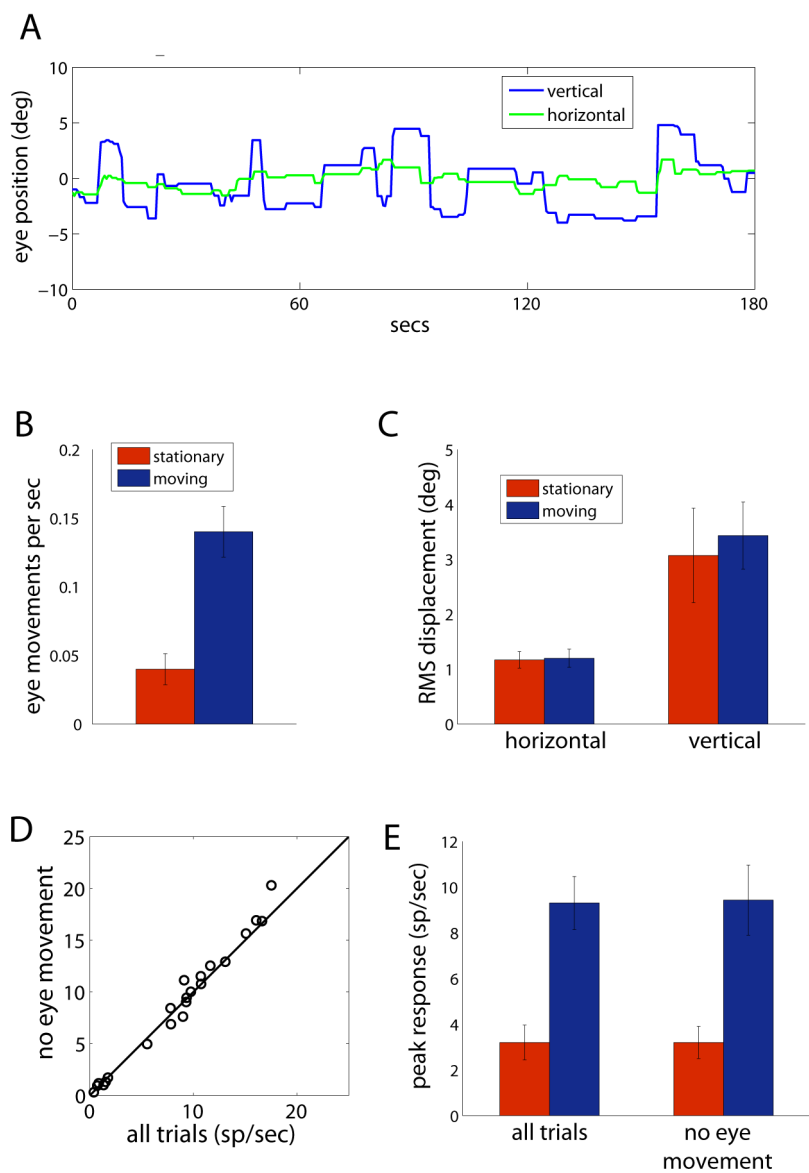 A
eye position (deg)
10
5
0
−5
−10
vertical
horizontal
0
60
120
180
secs
B
eye movements per sec
0.2
0.15
0.1
0.05
0
stationary
moving
C
RMS displacement (deg)
5
4
3
2
1
0
stationary
moving
horizontal
vertical
D
no eye movement
25
20
15
10
5
0
0
10
20
all trials (sp/sec)
E
peak response (sp/sec)
12
10
8
6
4
2
0
all trials
no eye
movement